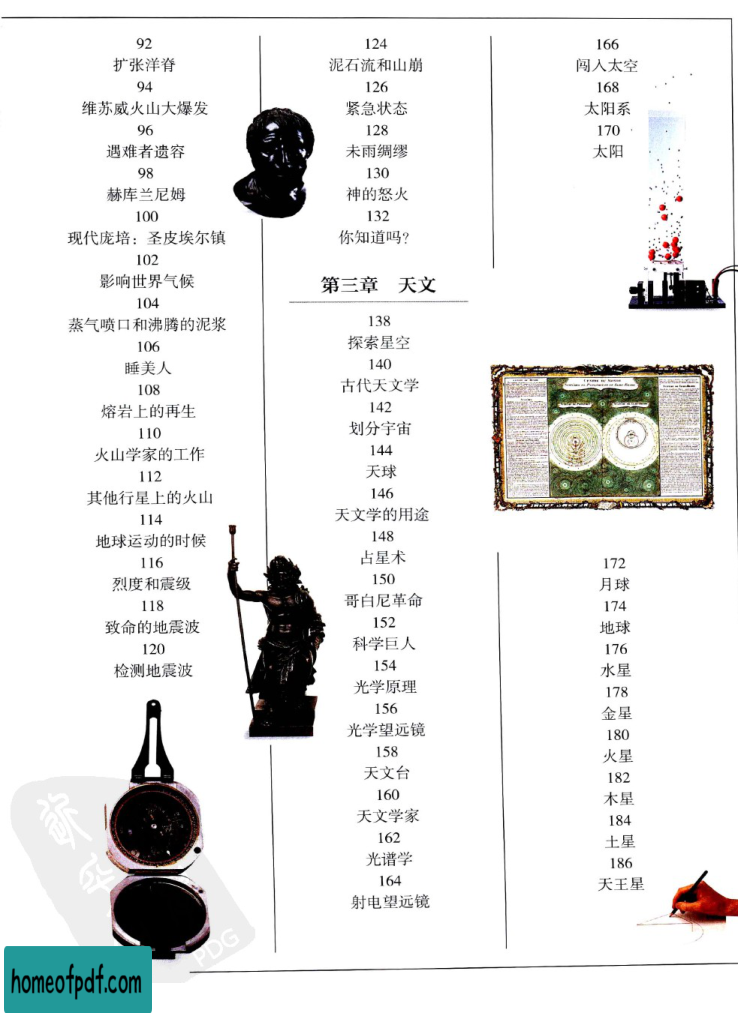 92
扩张洋脊
94
维苏威火山大爆发
96
遇难者遗容
98
赫库兰尼姆
100
现代庞培：圣皮埃尔镇
102
影响世界气候
104
蒸气喷口和沸腾的泥浆
106
睡美人
108
熔岩上的再生
110
火山学家的工作
112
其他行星上的火山
114
地球运动的时候
116
烈度和震级
118
致命的地震波
120
检测地震波
124
泥石流和山崩
126
紧急状态
128
未雨绸缪
130
神的怒火
132
你知道吗?
第三章 天文
138
探索星空
140
古代天文学
142
划分宇宙
144
天球
146
天文学的用途
148
占星术
150
哥白尼革命
152
科学巨人
154
光学原理
156
光学望远镜
158
天文台
160
天文学家
162
光谱学
164
射电望远镜
166
闯入太空
168
太阳系
170
太阳
172
月球
174
地球
176
水星
178
金星
180
火星
182
木星
184
土星
186
天王星
PDG
homeofpdf.com